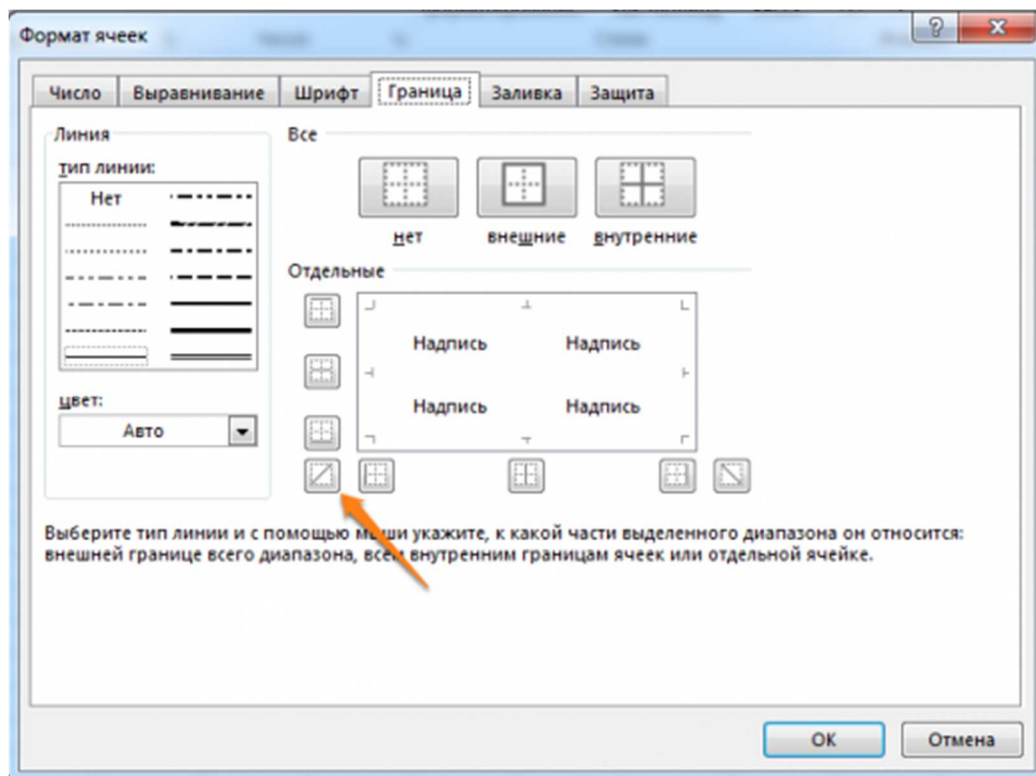 Формат ячеек
Число Выравнивание Шрифт Граница Заливка Защита
Линия
тип линии:
Нет
цвет:
Авто
Все
нет внешние внутренние
Отдельные
Надпись Надпись
Надпись Надпись
Выберите тип линии и с помощью мыши укажите, к какой части выделенного диапазона он относится:
внешней границе всего диапазона, всем внутренним границам ячеек или отдельной ячейке.
ОК Отмена